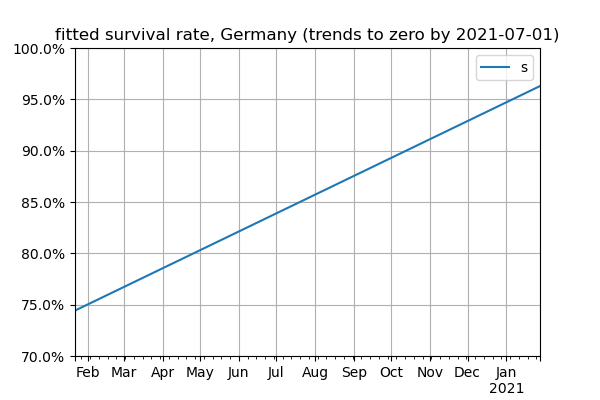 fitted survival rate, Germany (trends to zero by 2021-07-01)
100.0%
s
95.0%
90.0%
85.0%
80.0%
75.0%
70.0%
Feb Mar Apr May Jun Jul Aug Sep Oct Nov Dec Jan
2021